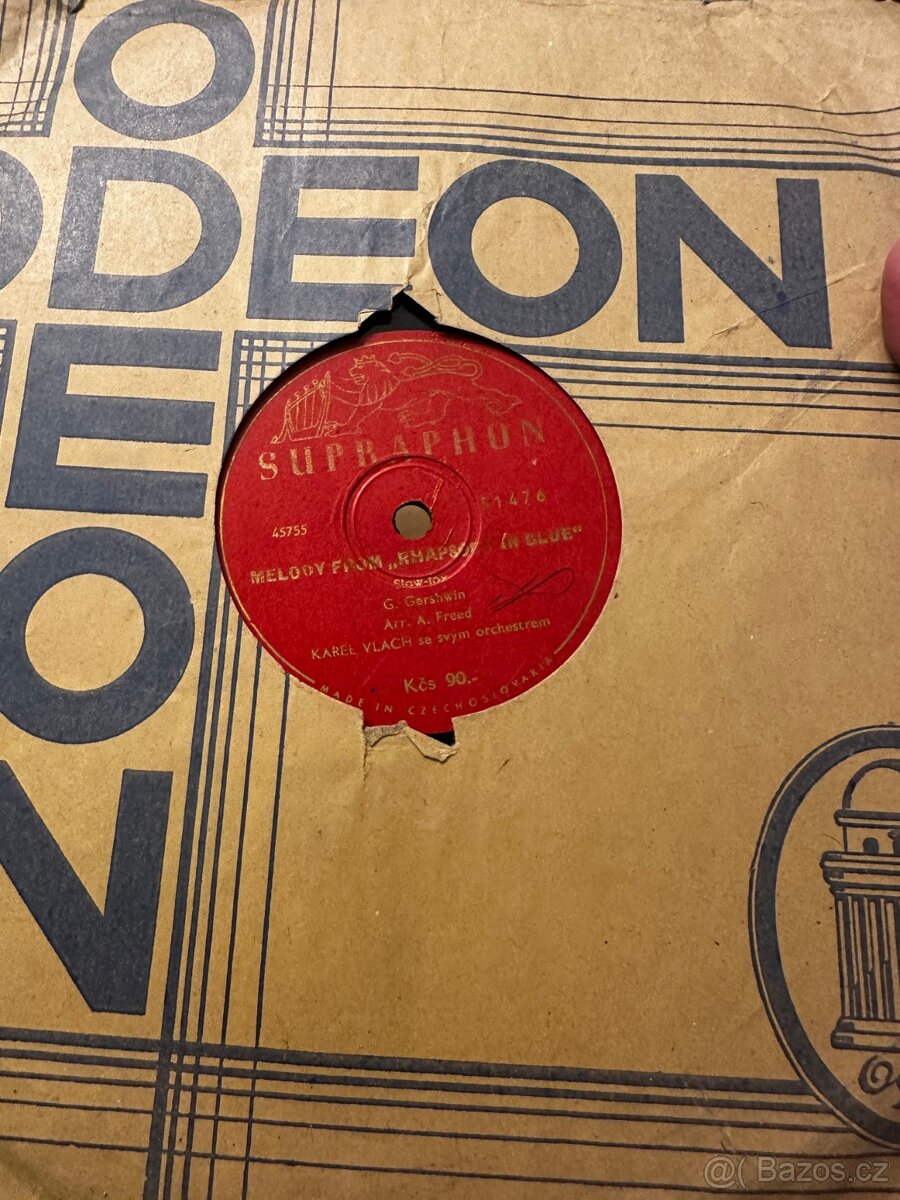 O
ODEON
E
O
N
SUPRAPHON
45755
51476
MELODY FROM „RHAPSODY IN BLUE“
Slow-fox
G. Gershwin
Arr. A. Freed
KAREL VLACH se svým orchestrem
Kčs 90.-
MADE IN CZECHOSLOVAKIA
@( Bazos.cz